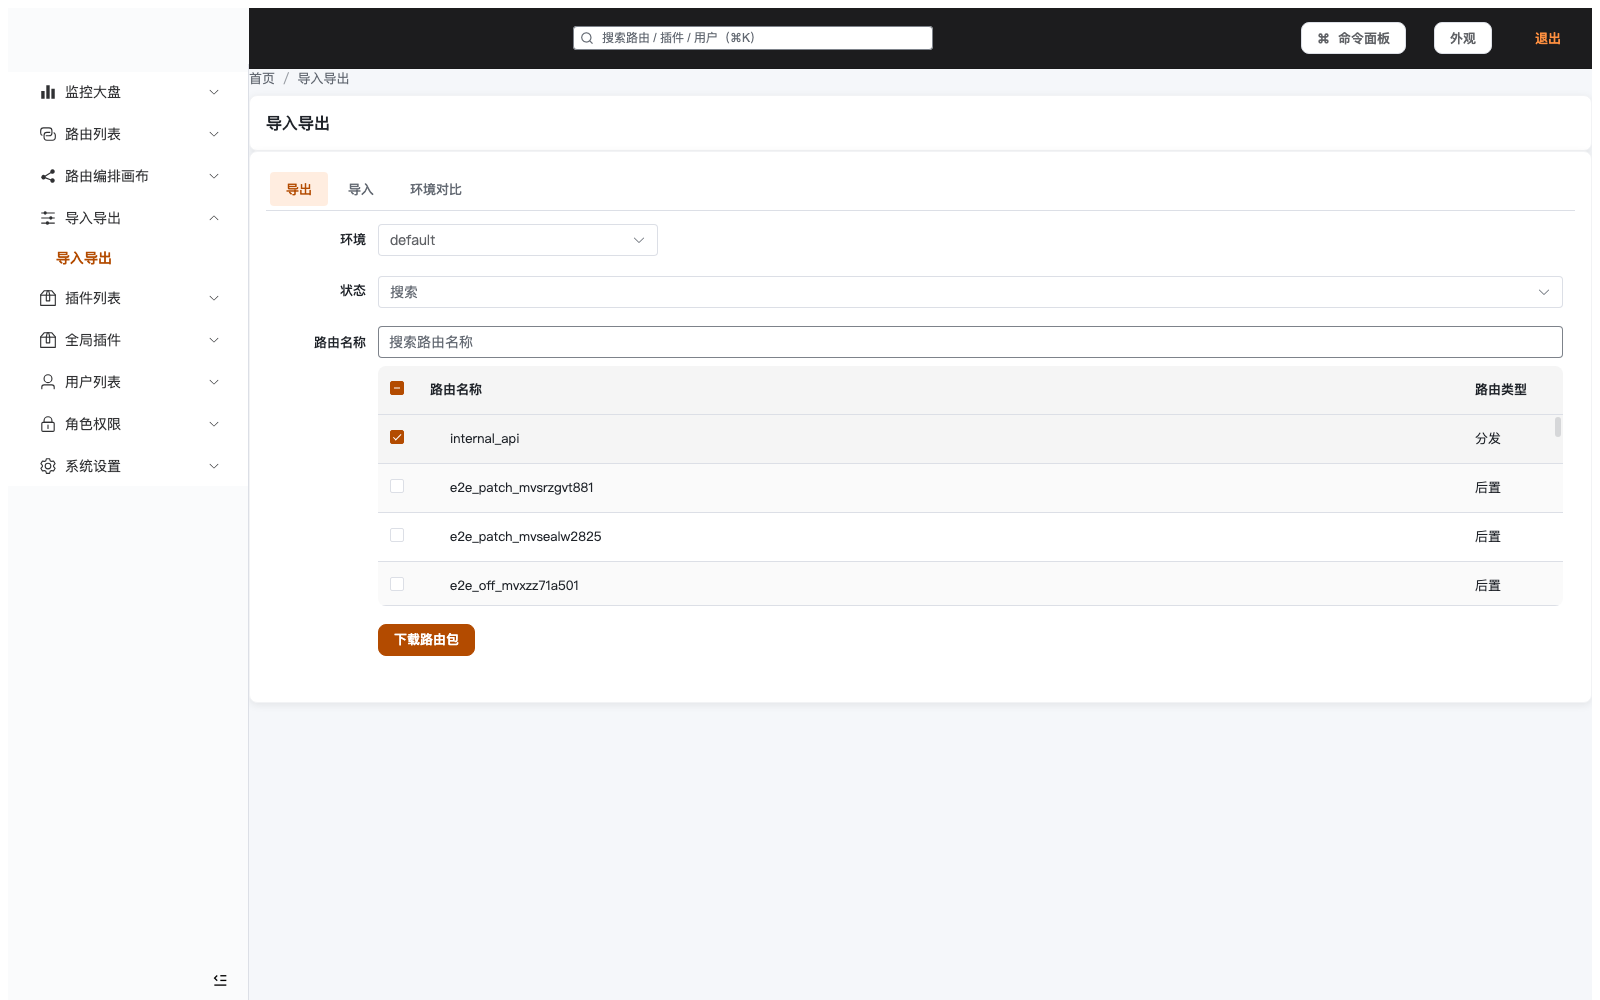 搜索路由 / 插件 / 用户（⌘K）
⌘ 命令面板
外观
退出
监控大盘
路由列表
路由编排画布
导入导出
导入导出
插件列表
全局插件
用户列表
角色权限
系统设置
首页 / 导入导出
导入导出
导出 导入 环境对比
环境 default
状态 搜索
路由名称 搜索路由名称
路由名称 路由类型
internal_api 分发
e2e_patch_mvsrzgvt881 后置
e2e_patch_mvsealw2825 后置
e2e_off_mvxzz71a501 后置
下载路由包